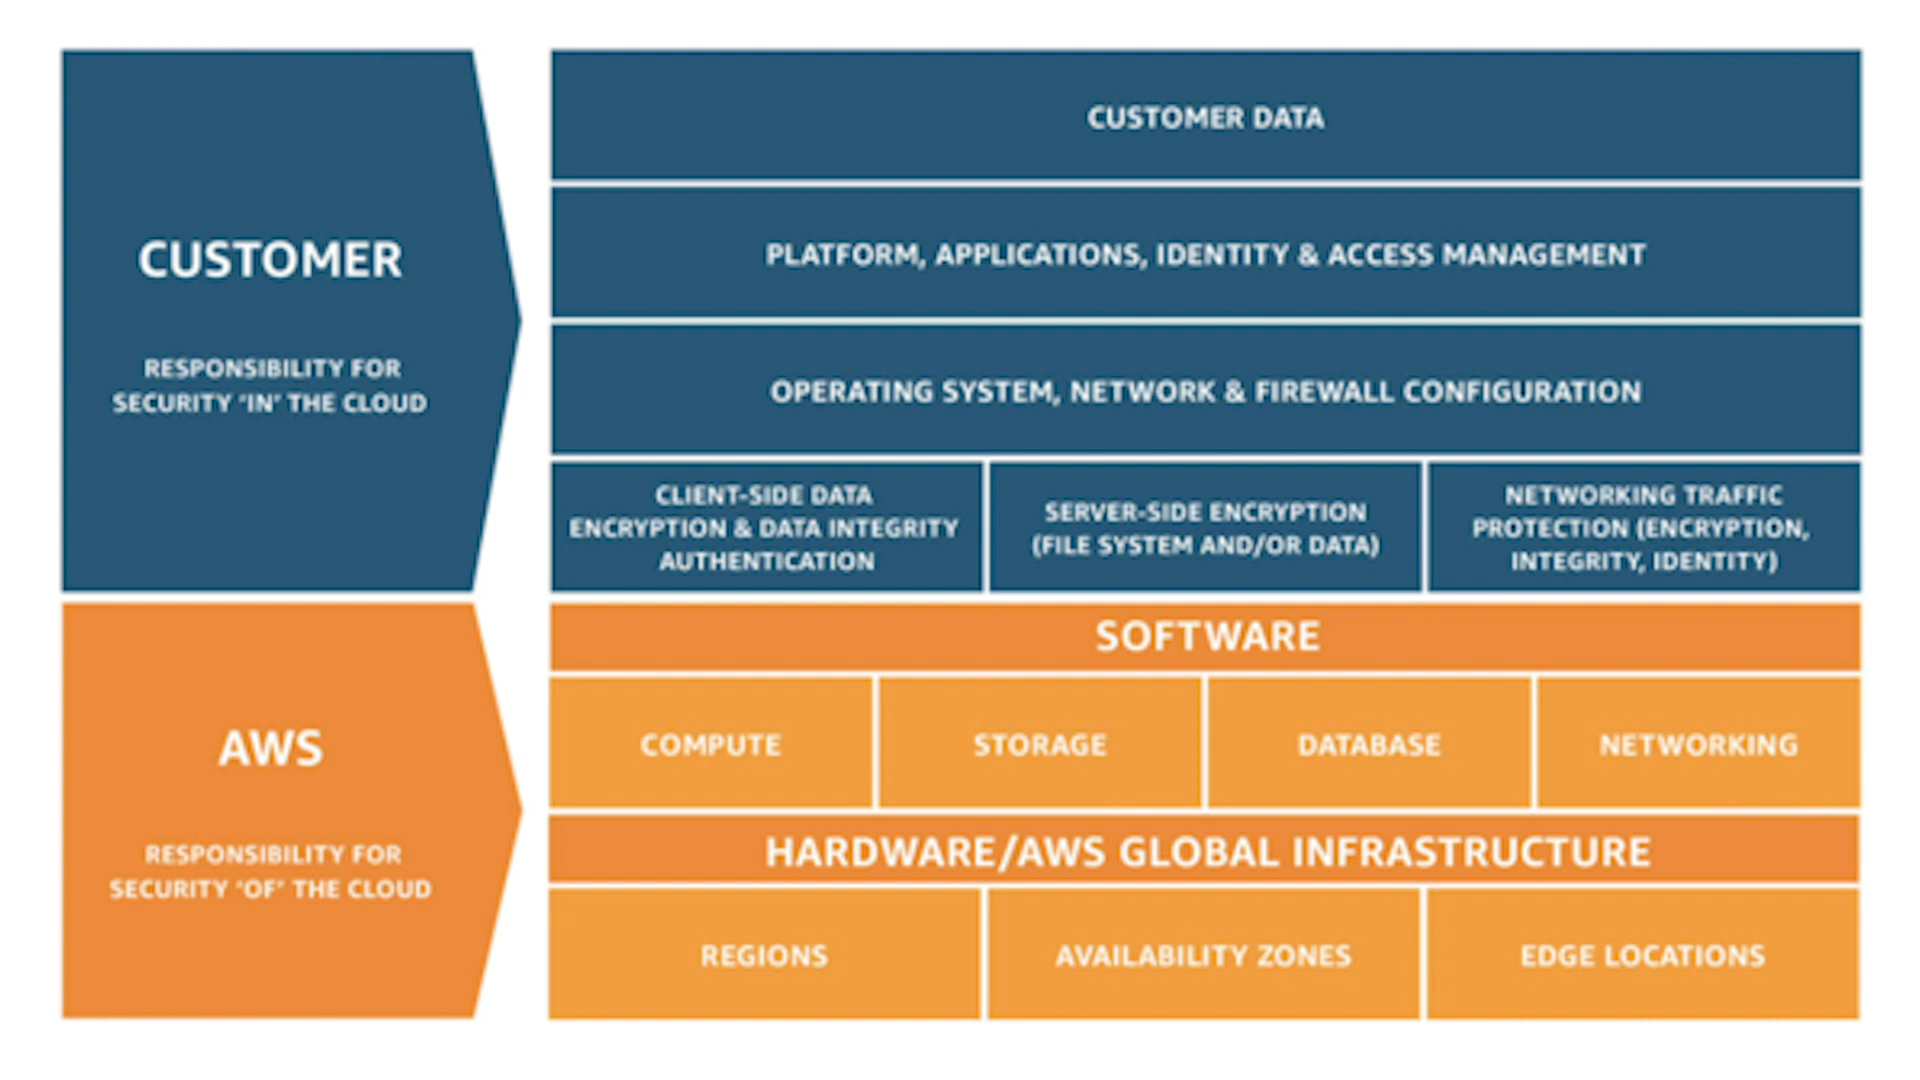 CUSTOMER
RESPONSIBILITY FOR
SECURITY ‘IN’ THE CLOUD
CUSTOMER DATA
PLATFORM, APPLICATIONS, IDENTITY & ACCESS MANAGEMENT
OPERATING SYSTEM, NETWORK & FIREWALL CONFIGURATION
CLIENT-SIDE DATA
ENCRYPTION & DATA INTEGRITY
AUTHENTICATION
SERVER-SIDE ENCRYPTION
(FILE SYSTEM AND/OR DATA)
NETWORKING TRAFFIC
PROTECTION (ENCRYPTION,
INTEGRITY, IDENTITY)
AWS
RESPONSIBILITY FOR
SECURITY ‘OF’ THE CLOUD
SOFTWARE
COMPUTE
STORAGE
DATABASE
NETWORKING
HARDWARE/AWS GLOBAL INFRASTRUCTURE
REGIONS
AVAILABILITY ZONES
EDGE LOCATIONS